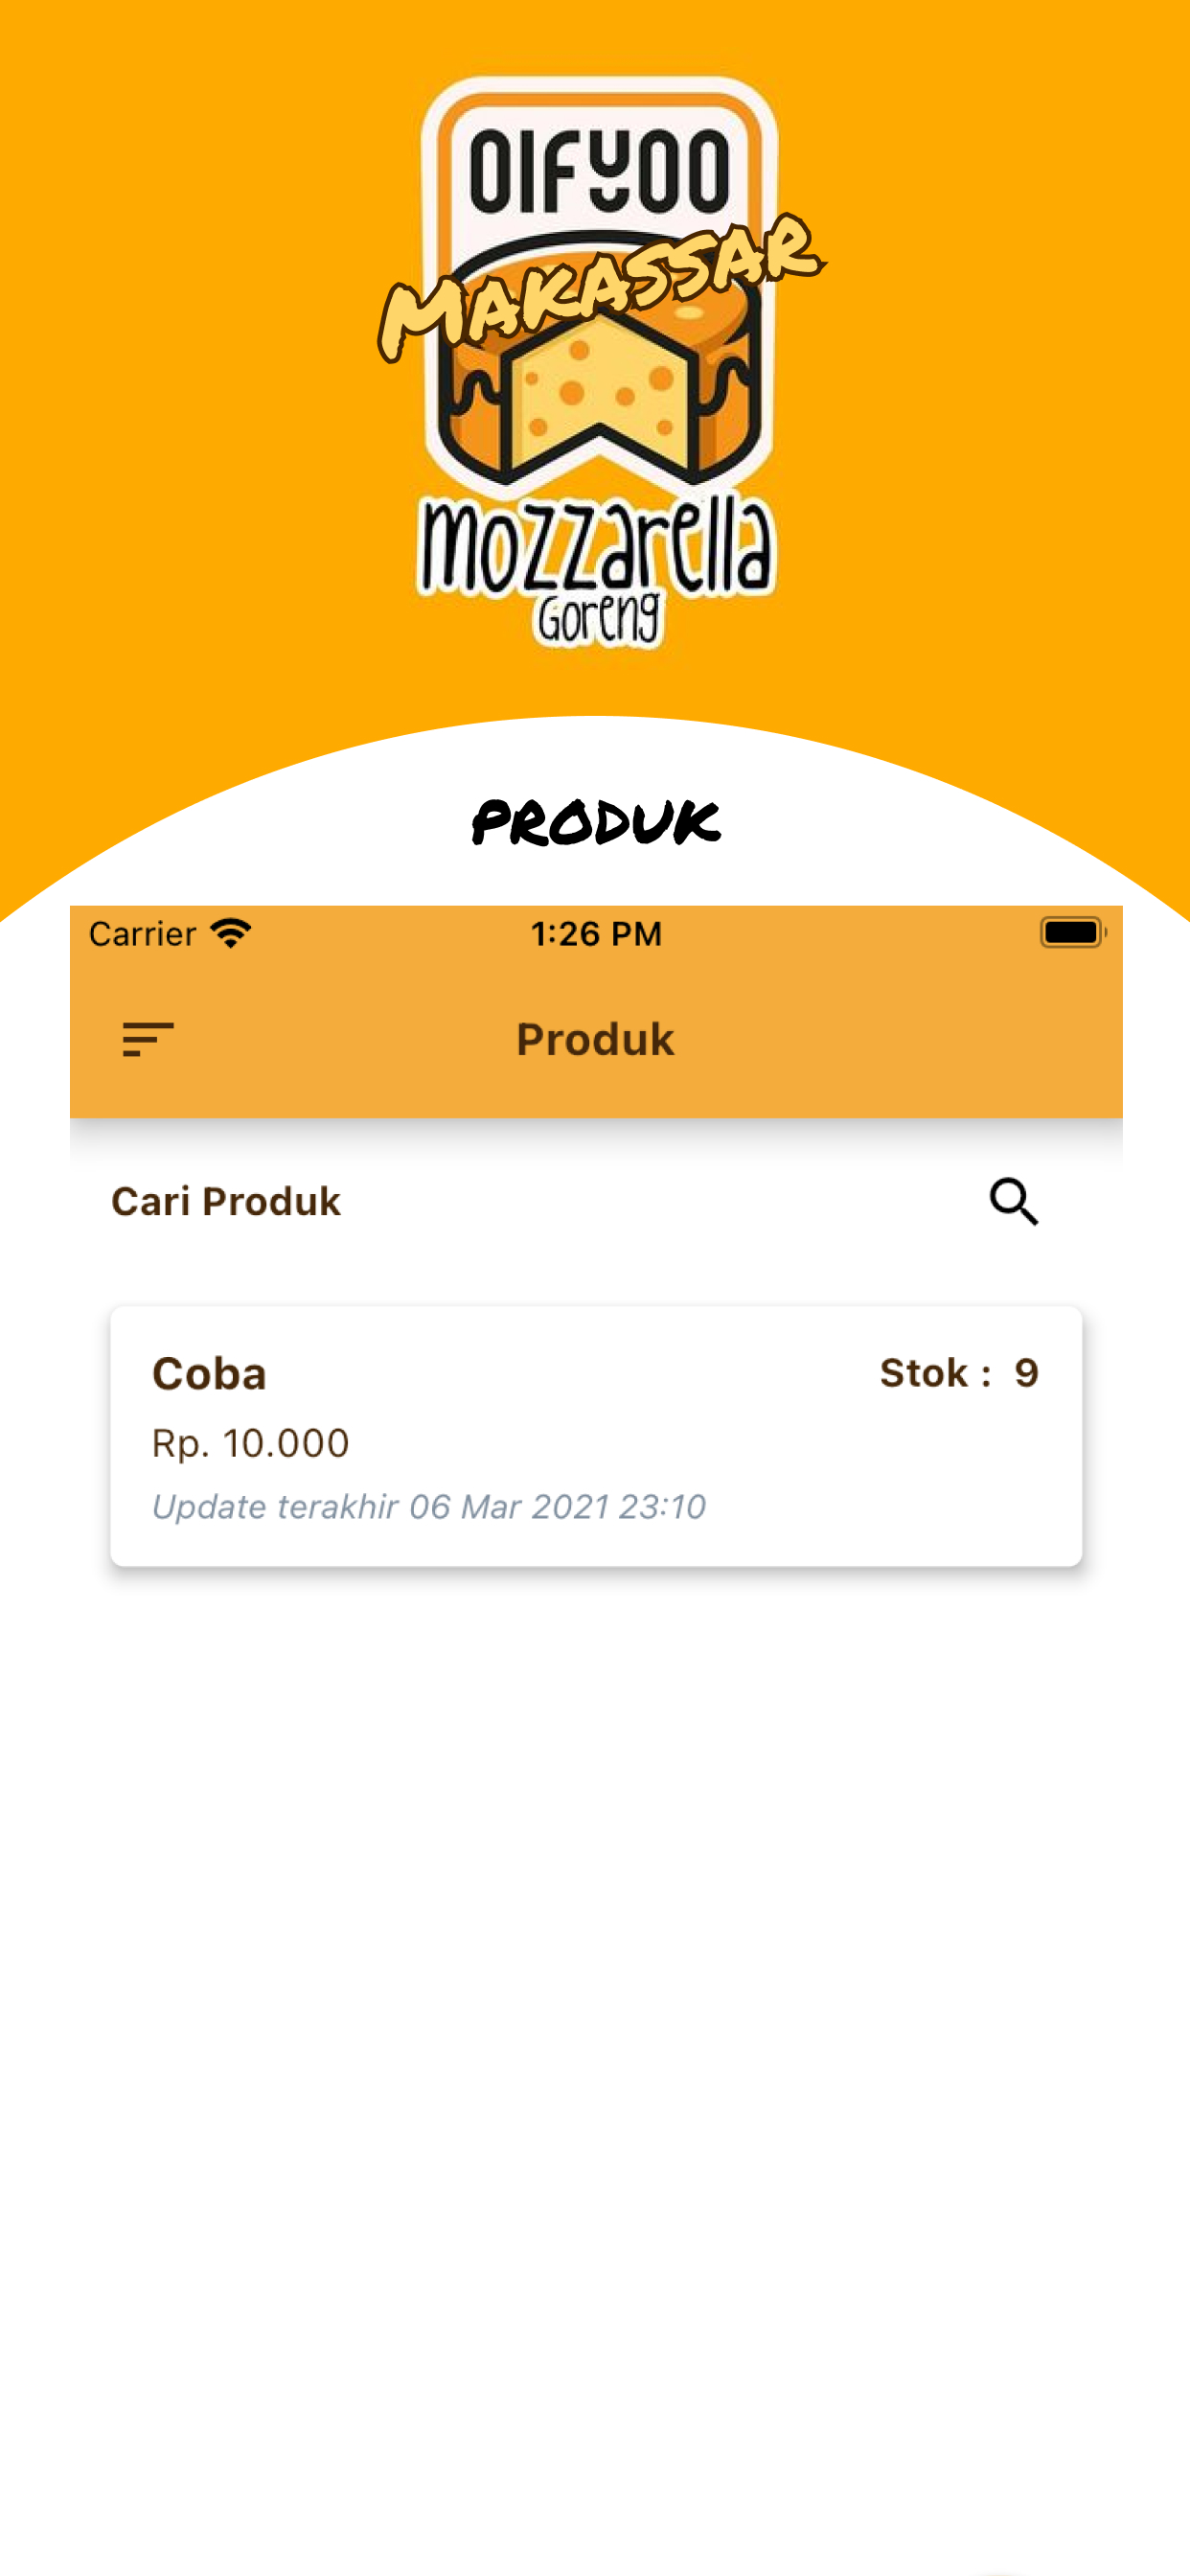 OIFYOO
MAKASSAR
mozzarella
Goreng
PRODUK
Carrier
1:26 PM
Produk
Cari Produk
Coba
Stok : 9
Rp. 10.000
Update terakhir 06 Mar 2021 23:10